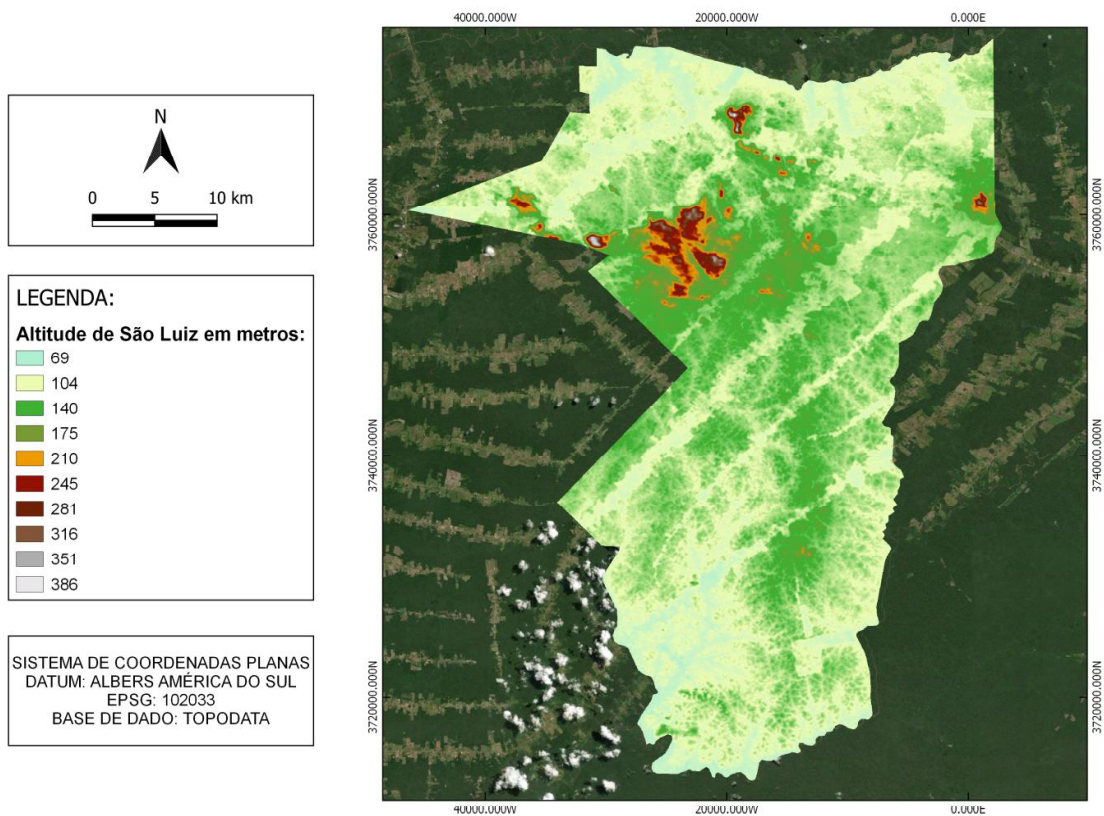 40000.000W 20000.000W 0.000E
N
0 5 10 km
LEGENDA:
Altitude de São Luiz em metros:
69
104
140
175
210
245
281
316
351
386
SISTEMA DE COORDENADAS PLANAS
DATUM: ALBERS AMÉRICA DO SUL
EPSG: 102033
BASE DE DADO: TOPODATA
3760000.000N
3740000.000N
3720000.000N
3760000.000N
3740000.000N
3720000.000N
40000.000W 20000.000W 0.000E